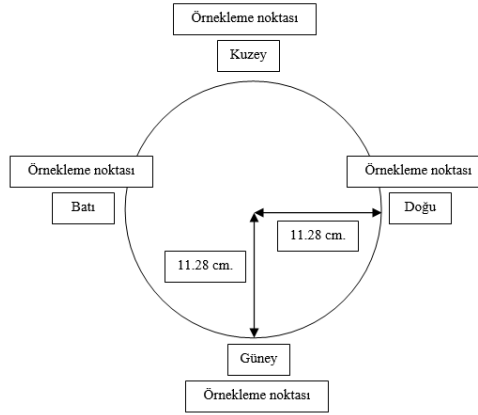 Örnekleme noktası
Kuzey
Örnekleme noktası
Örnekleme noktası
Batı
Doğu
11.28 cm.
11.28 cm.
Güney
Örnekleme noktası